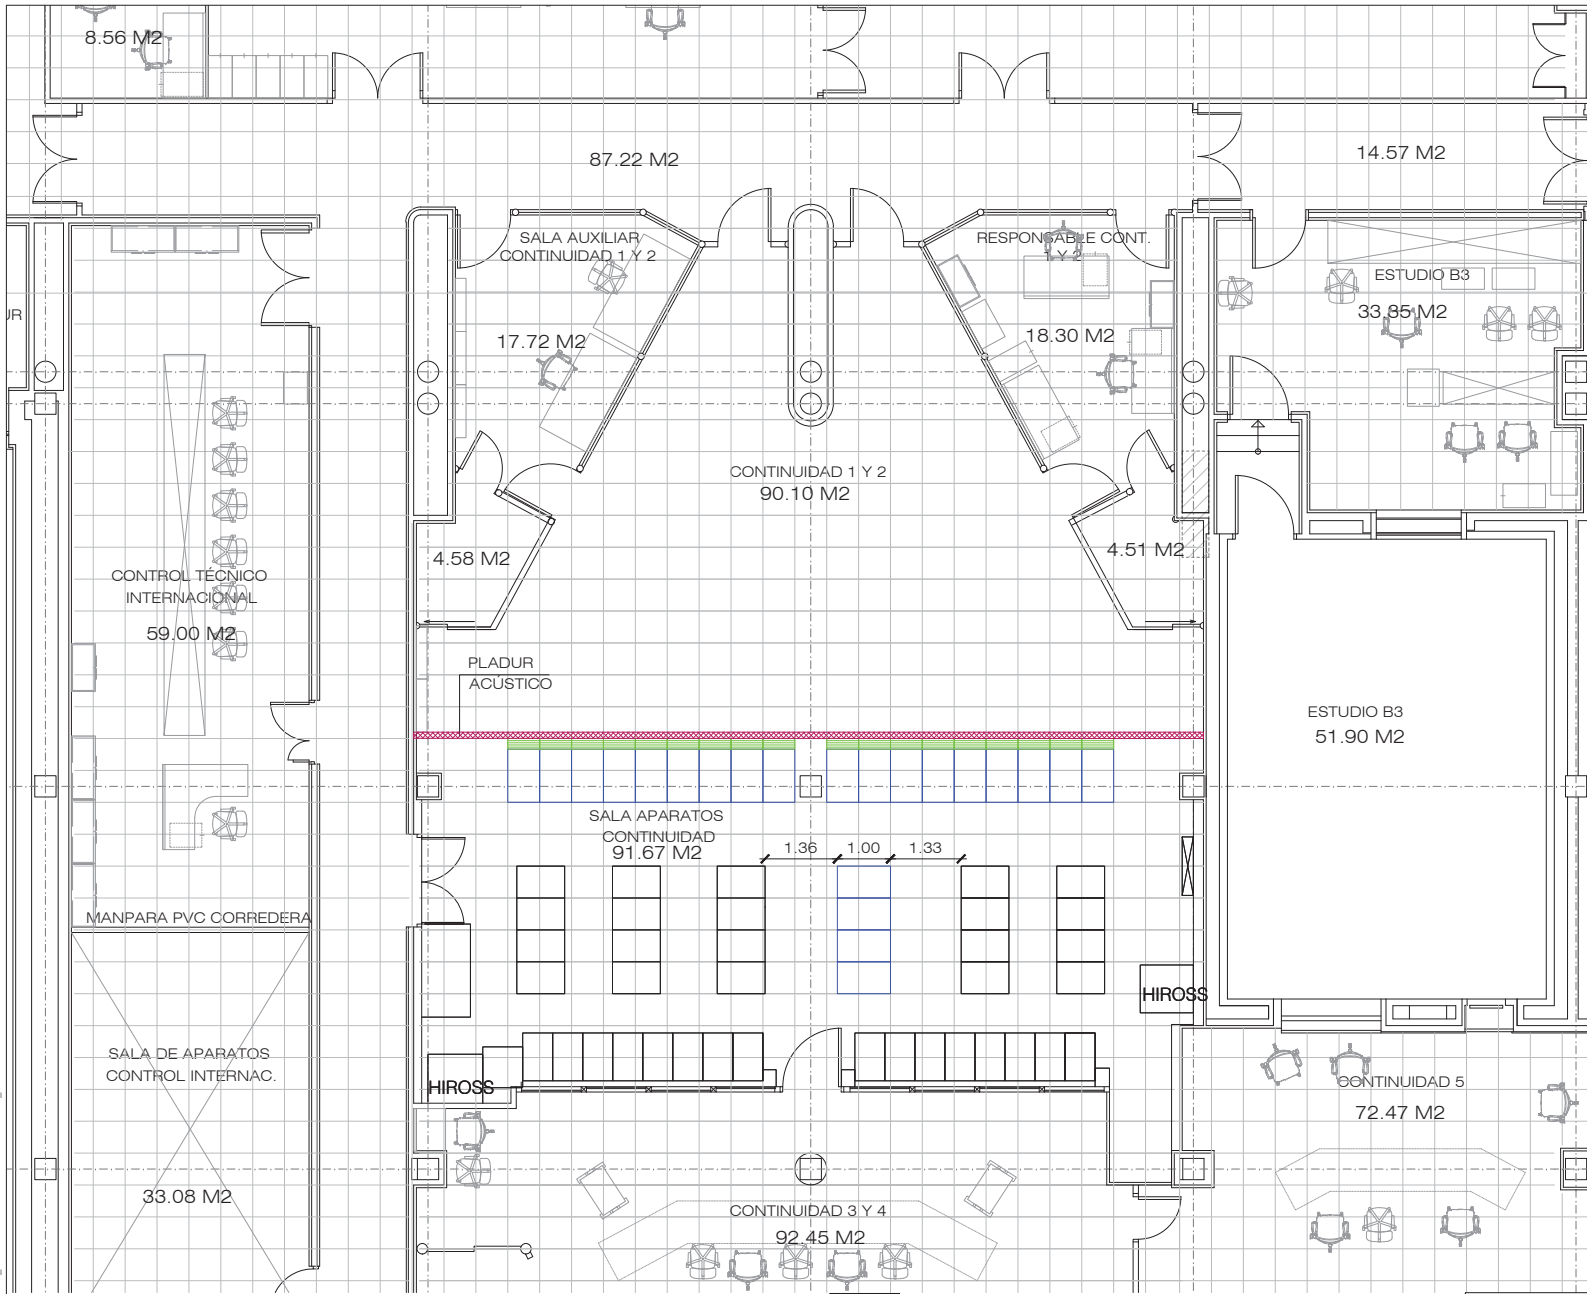 8.56 M2
87.22 M2
14.57 M2
SALA AUXILIAR
CONTINUIDAD 1 Y 2
17.72 M2
RESPONSABLE CONT.
1 Y 2
18.30 M2
ESTUDIO B3
33.85 M2
UR
CONTINUIDAD 1 Y 2
90.10 M2
4.58 M2
4.51 M2
CONTROL TÉCNICO
INTERNACIONAL
59.00 M2
PLADUR
ACÚSTICO
ESTUDIO B3
51.90 M2
SALA APARATOS
CONTINUIDAD
91.67 M2
1.36
1.00
1.33
MANPARA PVC CORREDERA
HIROSS
SALA DE APARATOS
CONTROL INTERNAC.
33.08 M2
HIROSS
CONTINUIDAD 5
72.47 M2
CONTINUIDAD 3 Y 4
92.45 M2